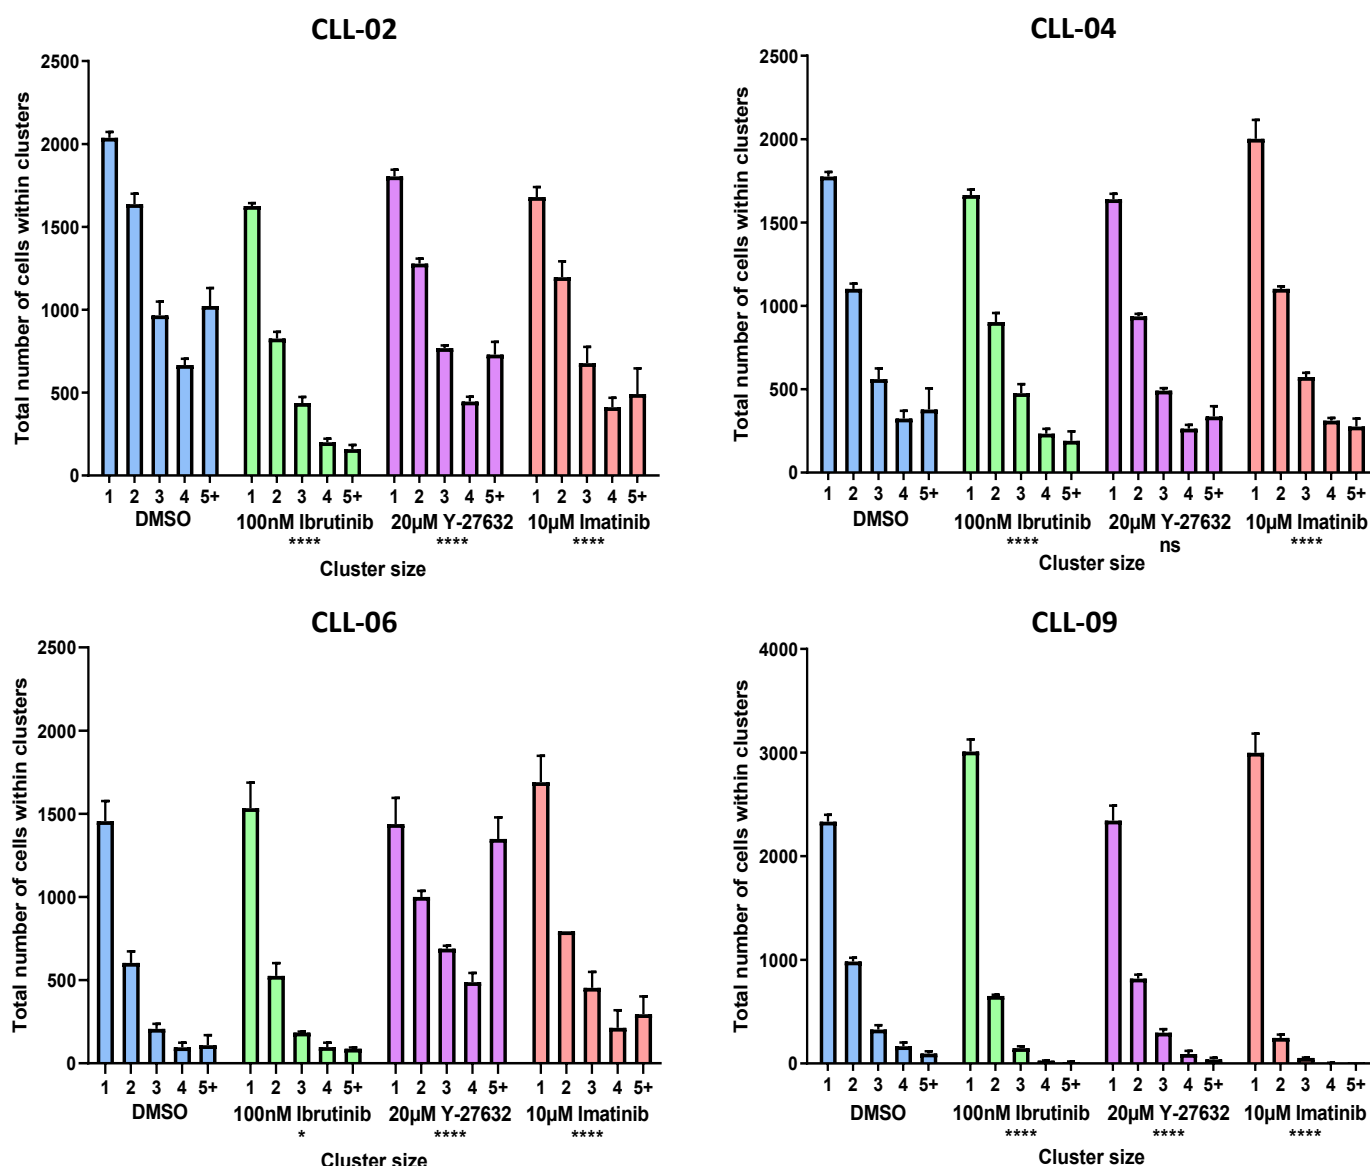 CLL-02
Total number of cells within clusters
2500
2000
1500
1000
500
0
1 2 3 4 5+ 1 2 3 4 5+ 1 2 3 4 5+ 1 2 3 4 5+
DMSO 100nM Ibrutinib 20µM Y-27632 10µM Imatinib
**** **** ****
Cluster size
CLL-04
Total number of cells within clusters
2500
2000
1500
1000
500
0
1 2 3 4 5+ 1 2 3 4 5+ 1 2 3 4 5+ 1 2 3 4 5+
DMSO 100nM Ibrutinib 20µM Y-27632 10µM Imatinib
**** ns ****
Cluster size
CLL-06
Total number of cells within clusters
2500
2000
1500
1000
500
0
1 2 3 4 5+ 1 2 3 4 5+ 1 2 3 4 5+ 1 2 3 4 5+
DMSO 100nM Ibrutinib 20µM Y-27632 10µM Imatinib
* **** ****
Cluster size
CLL-09
Total number of cells within clusters
4000
3000
2000
1000
0
1 2 3 4 5+ 1 2 3 4 5+ 1 2 3 4 5+ 1 2 3 4 5+
DMSO 100nM Ibrutinib 20µM Y-27632 10µM Imatinib
**** **** ****
Cluster size